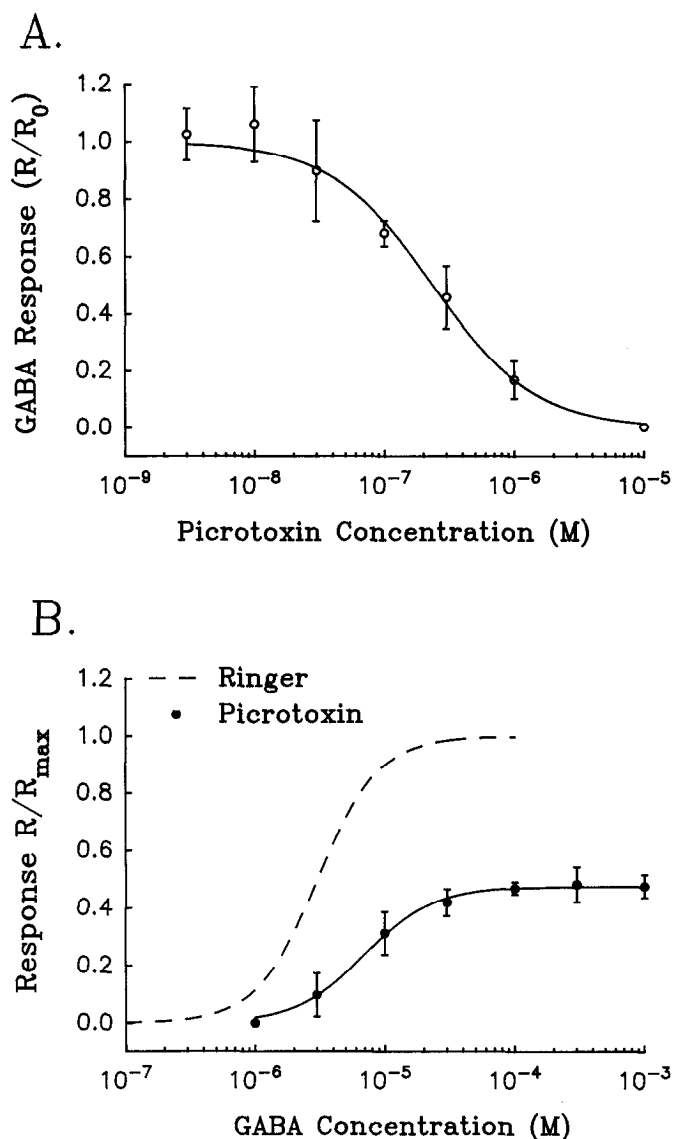 A.
GABA Response (R/R₀)
1.2
1.0
0.8
0.6
0.4
0.2
0.0
10⁻⁹ 10⁻⁸ 10⁻⁷ 10⁻⁶ 10⁻⁵
Picrotoxin Concentration (M)
B.
Response R/Rₘₐₓ
1.2
1.0
0.8
0.6
0.4
0.2
0.0
Ringer
Picrotoxin
10⁻⁷ 10⁻⁶ 10⁻⁵ 10⁻⁴ 10⁻³
GABA Concentration (M)